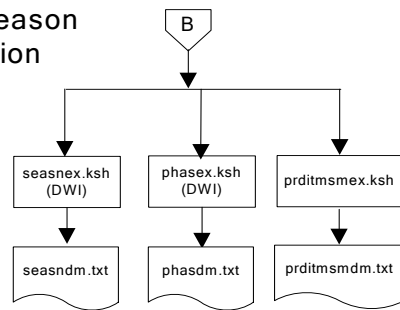 eason
ion
B
seasnex.ksh
(DWI)
phasex.ksh
(DWI)
prditmsmex.ksh
seasndm.txt
phasdm.txt
prditmsmdm.txt